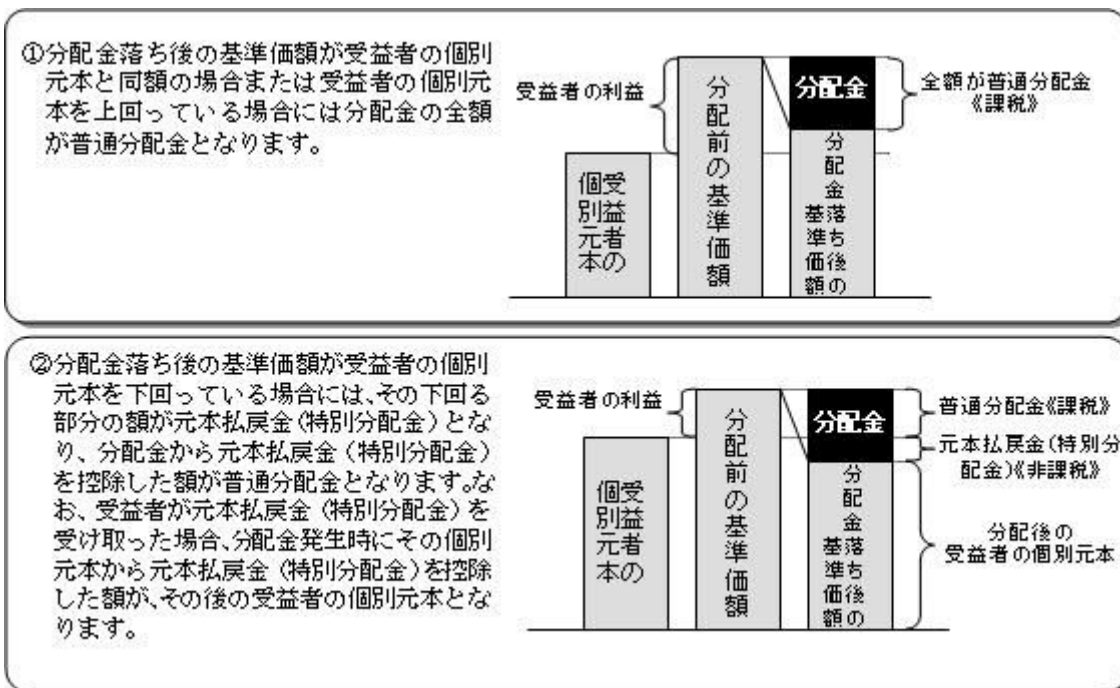 ①分配金落ち後の基準価額が受益者の個別
元本と同額の場合または受益者の個別元
本を上回っている場合には分配金の全額
が普通分配金となります。
受益者の利益
受益者の
個別元本
分配前の基準価額
分配金
分配金落ち後の
基準価額
全額が普通分配金
《課税》
②分配金落ち後の基準価額が受益者の個別
元本を下回っている場合には、その下回る
部分の額が元本払戻金(特別分配金)とな
り、分配金から元本払戻金(特別分配金)
を控除した額が普通分配金となります。な
お、受益者が元本払戻金(特別分配金)を
受け取った場合、分配金発生時にその個別
元本から元本払戻金(特別分配金)を控除
した額が、その後の受益者の個別元本とな
ります。
受益者の利益
受益者の
個別元本
分配前の基準価額
分配金
分配金落ち後の
基準価額
普通分配金《課税》
元本払戻金(特別分
配金)《非課税》
分配後の
受益者の個別元本